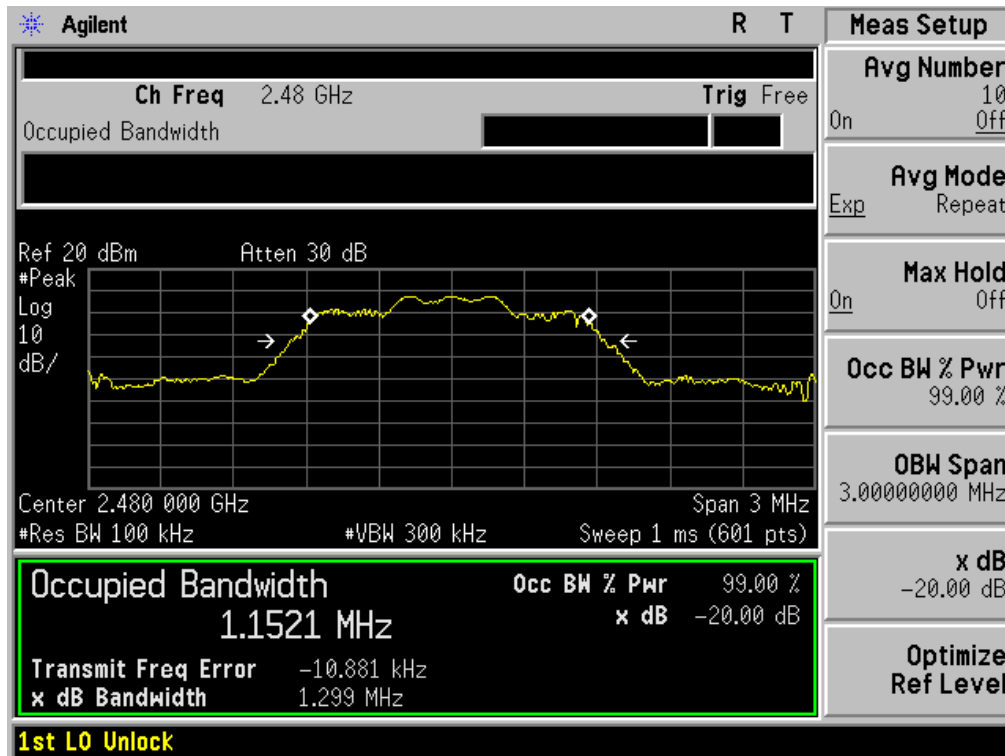 Agilent R T
Meas Setup
Ch Freq 2.48 GHz Trig Free
Occupied Bandwidth
Ref 20 dBm Atten 30 dB
#Peak
Log
10
dB/
Center 2.480 000 GHz Span 3 MHz
#Res BW 100 kHz #VBW 300 kHz Sweep 1 ms (601 pts)
Occupied Bandwidth
1.1521 MHz
Occ BW % Pwr 99.00 %
x dB -20.00 dB
Transmit Freq Error -10.881 kHz
x dB Bandwidth 1.299 MHz
1st LO Unlock
Avg Number
10
On Off
Avg Mode
Exp Repeat
Max Hold
On Off
Occ BW % Pwr
99.00 %
OBW Span
3.00000000 MHz
x dB
-20.00 dB
Optimize
Ref Level